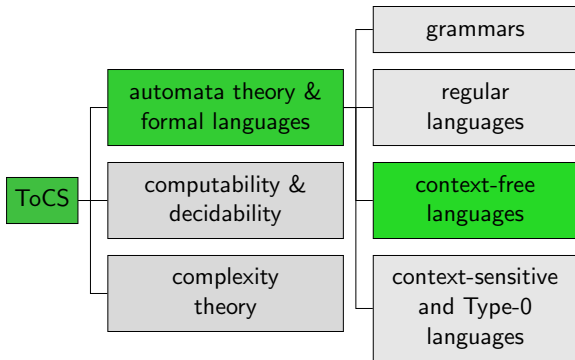 ToCS
automata theory &
formal languages
computability &
decidability
complexity
theory
grammars
regular
languages
context-free
languages
context-sensitive
and Type-0
languages